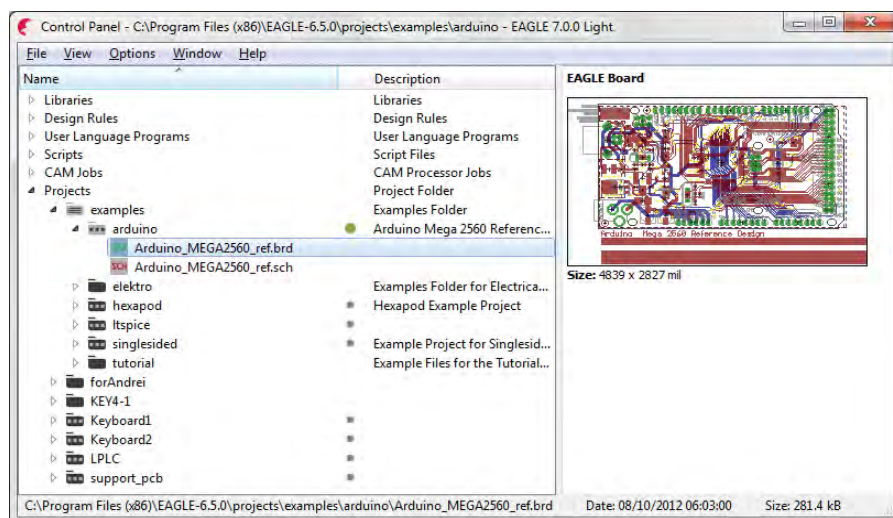 Control Panel - C:\Program Files (x86)\EAGLE-6.5.0\projects\examples\arduino - EAGLE 7.0.0 Light
File View Options Window Help
Name Description EAGLE Board
Libraries Libraries
Design Rules Design Rules
User Language Programs User Language Programs
Scripts Script Files
CAM Jobs CAM Processor Jobs
Projects Project Folder
examples Examples Folder
arduino Arduino Mega 2560 Referenc...
Arduino Mega 2560 Reference Design
Arduino_MEGA2560_ref.brd
SCH Arduino_MEGA2560_ref.sch
Size: 4839 x 2827 mil
elektro Examples Folder for Electrica...
hexapod Hexapod Example Project
ltspice
singlesided Example Project for Singlesid...
tutorial Example Files for the Tutorial...
forAndrei
KEY4-1
Keyboard1
Keyboard2
LPLC
support_pcb
C:\Program Files (x86)\EAGLE-6.5.0\projects\examples\arduino\Arduino_MEGA2560_ref.brd Date: 08/10/2012 06:03:00 Size: 281.4 kB